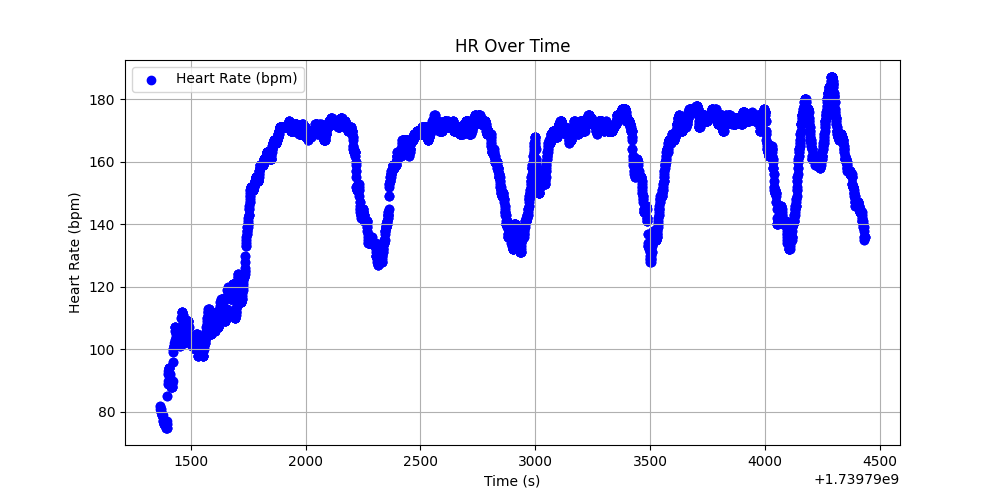 HR Over Time
Heart Rate (bpm)
180
160
140
120
100
80
Heart Rate (bpm)
1500 2000 2500 3000 3500 4000 4500
Time (s)
+1.73979e9